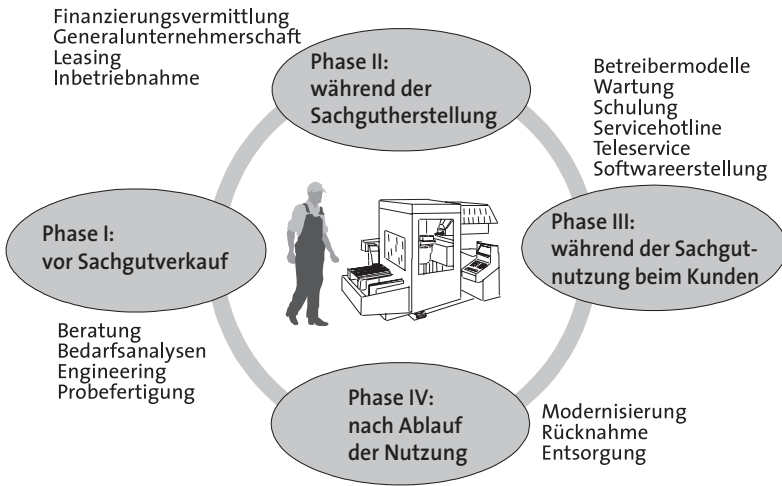 Finanzierungsvermittlung
Generalunternehmerschaft
Leasing
Inbetriebnahme
Phase II:
während der
Sachgutherstellung
Betreibermodelle
Wartung
Schulung
Servicehotline
Teleservice
Softwareerstellung
Phase I:
vor Sachgutverkauf
Phase III:
während der Sachgut-
nutzung beim Kunden
Beratung
Bedarfsanalysen
Engineering
Probefertigung
Phase IV:
nach Ablauf
der Nutzung
Modernisierung
Rücknahme
Entsorgung